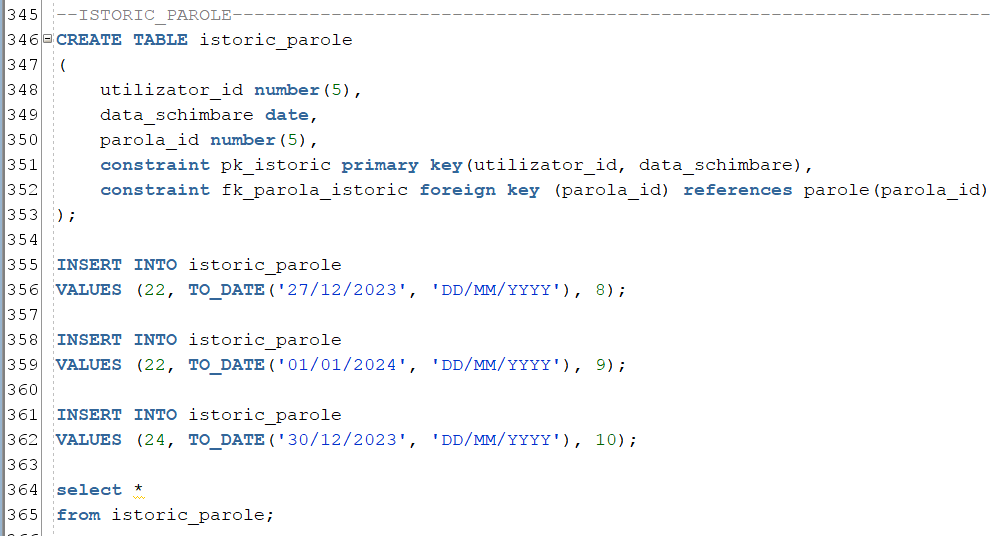 345 --ISTORIC_PAROLE---------------------------------------------------------------------
346 CREATE TABLE istoric_parole
347 (
348     utilizator_id number(5),
349     data_schimbare date,
350     parola_id number(5),
351     constraint pk_istoric primary key(utilizator_id, data_schimbare),
352     constraint fk_parola_istoric foreign key (parola_id) references parole(parola_id)
353 );
354
355 INSERT INTO istoric_parole
356 VALUES (22, TO_DATE('27/12/2023', 'DD/MM/YYYY'), 8);
357
358 INSERT INTO istoric_parole
359 VALUES (22, TO_DATE('01/01/2024', 'DD/MM/YYYY'), 9);
360
361 INSERT INTO istoric_parole
362 VALUES (24, TO_DATE('30/12/2023', 'DD/MM/YYYY'), 10);
363
364 select *
365 from istoric_parole;